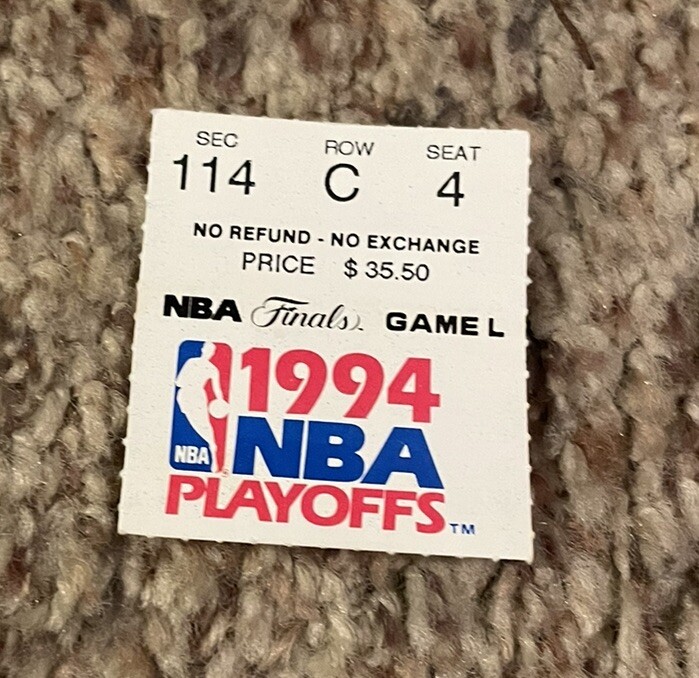 SEC ROW SEAT
114 C 4
NO REFUND - NO EXCHANGE
PRICE $35.50
NBA Finals. GAME L
1994
NBA NBA
PLAYOFFS TM